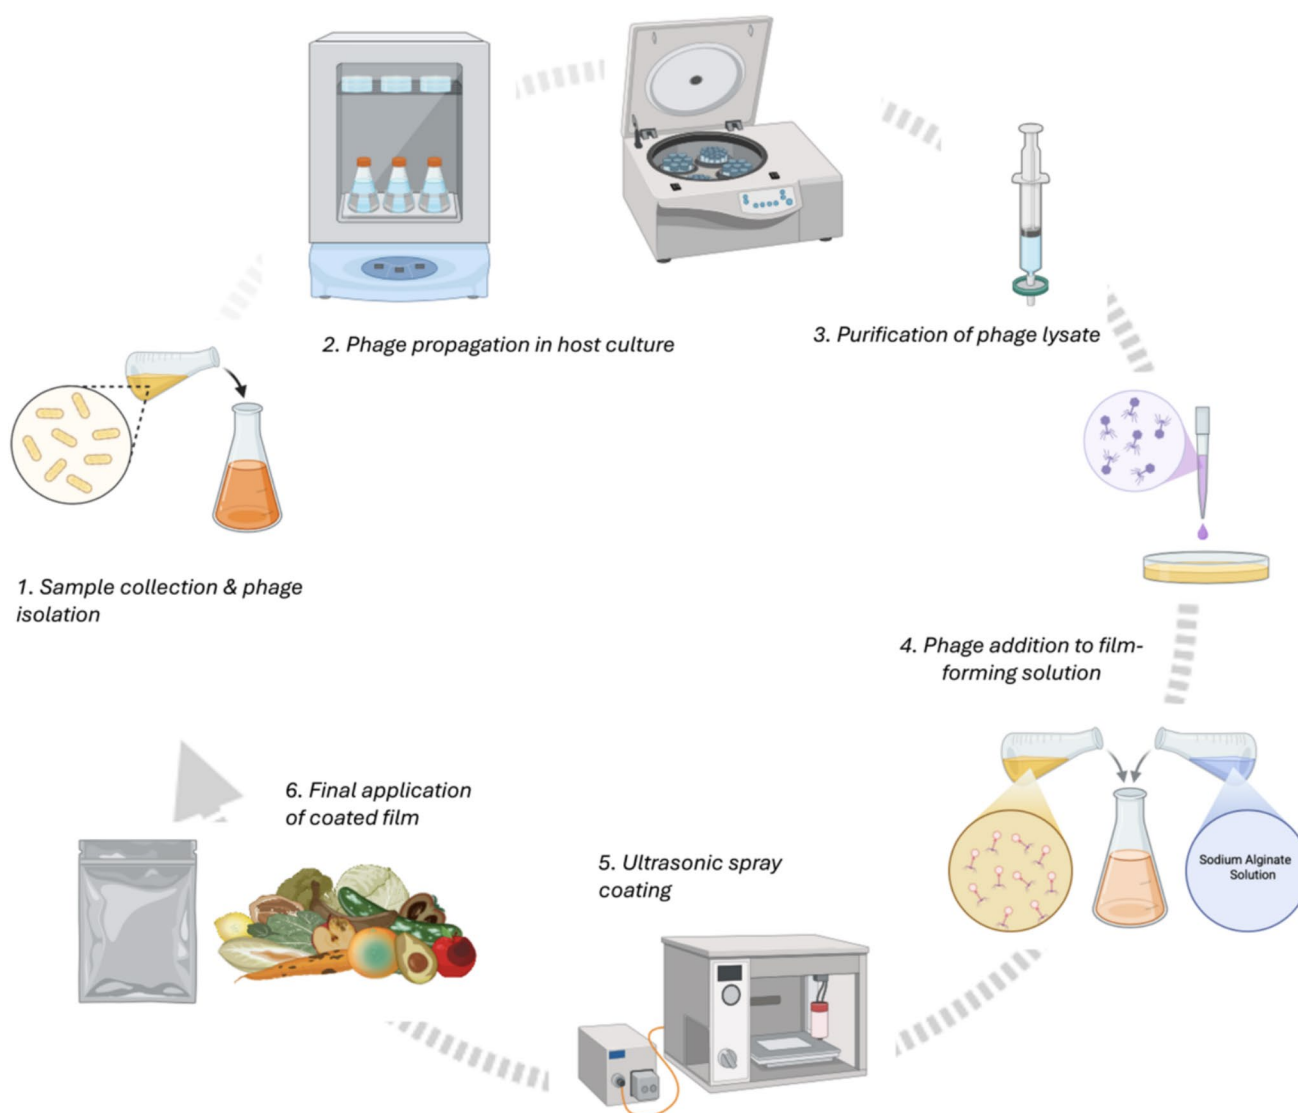 1. Sample collection & phage
isolation
2. Phage propagation in host culture
3. Purification of phage lysate
4. Phage addition to film-
forming solution
Sodium Alginate
Solution
5. Ultrasonic spray
coating
6. Final application
of coated film